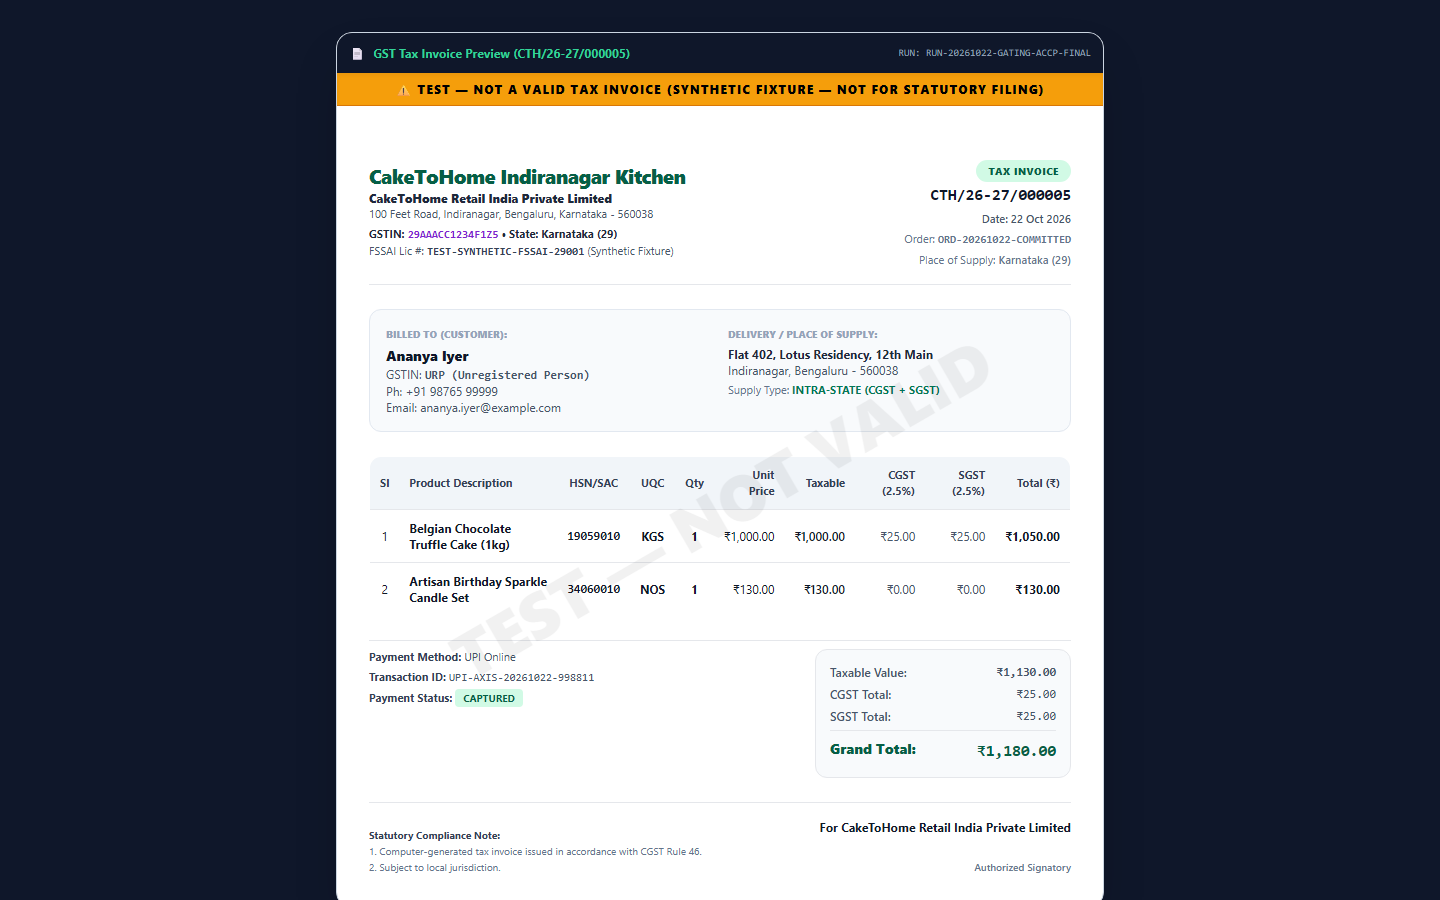 GST Tax Invoice Preview (CTH/26-27/000005)
RUN: RUN-20261022-GATING-ACCP-FINAL
TEST — NOT A VALID TAX INVOICE (SYNTHETIC FIXTURE — NOT FOR STATUTORY FILING)
CakeToHome Indiranagar Kitchen
CakeToHome Retail India Private Limited
100 Feet Road, Indiranagar, Bengaluru, Karnataka - 560038
GSTIN: 29AAACC1234F1Z5 • State: Karnataka (29)
FSSAI Lic #: TEST-SYNTHETIC-FSSAI-29001 (Synthetic Fixture)
TAX INVOICE
CTH/26-27/000005
Date: 22 Oct 2026
Order: ORD-20261022-COMMITTED
Place of Supply: Karnataka (29)
BILLED TO (CUSTOMER):
Ananya Iyer
GSTIN: URP (Unregistered Person)
Ph: +91 98765 99999
Email: ananya.iyer@example.com
DELIVERY / PLACE OF SUPPLY:
Flat 402, Lotus Residency, 12th Main
Indiranagar, Bengaluru - 560038
Supply Type: INTRA-STATE (CGST + SGST)
TEST — NOT VALID
Sl Product Description HSN/SAC UQC Qty Unit Price Taxable CGST (2.5%) SGST (2.5%) Total (₹)
1 Belgian Chocolate Truffle Cake (1kg) 19059010 KGS 1 ₹1,000.00 ₹1,000.00 ₹25.00 ₹25.00 ₹1,050.00
2 Artisan Birthday Sparkle Candle Set 34060010 NOS 1 ₹130.00 ₹130.00 ₹0.00 ₹0.00 ₹130.00
Payment Method: UPI Online
Transaction ID: UPI-AXIS-20261022-998811
Payment Status: CAPTURED
Taxable Value: ₹1,130.00
CGST Total: ₹25.00
SGST Total: ₹25.00
Grand Total: ₹1,180.00
Statutory Compliance Note:
1. Computer-generated tax invoice issued in accordance with CGST Rule 46.
2. Subject to local jurisdiction.
For CakeToHome Retail India Private Limited
Authorized Signatory